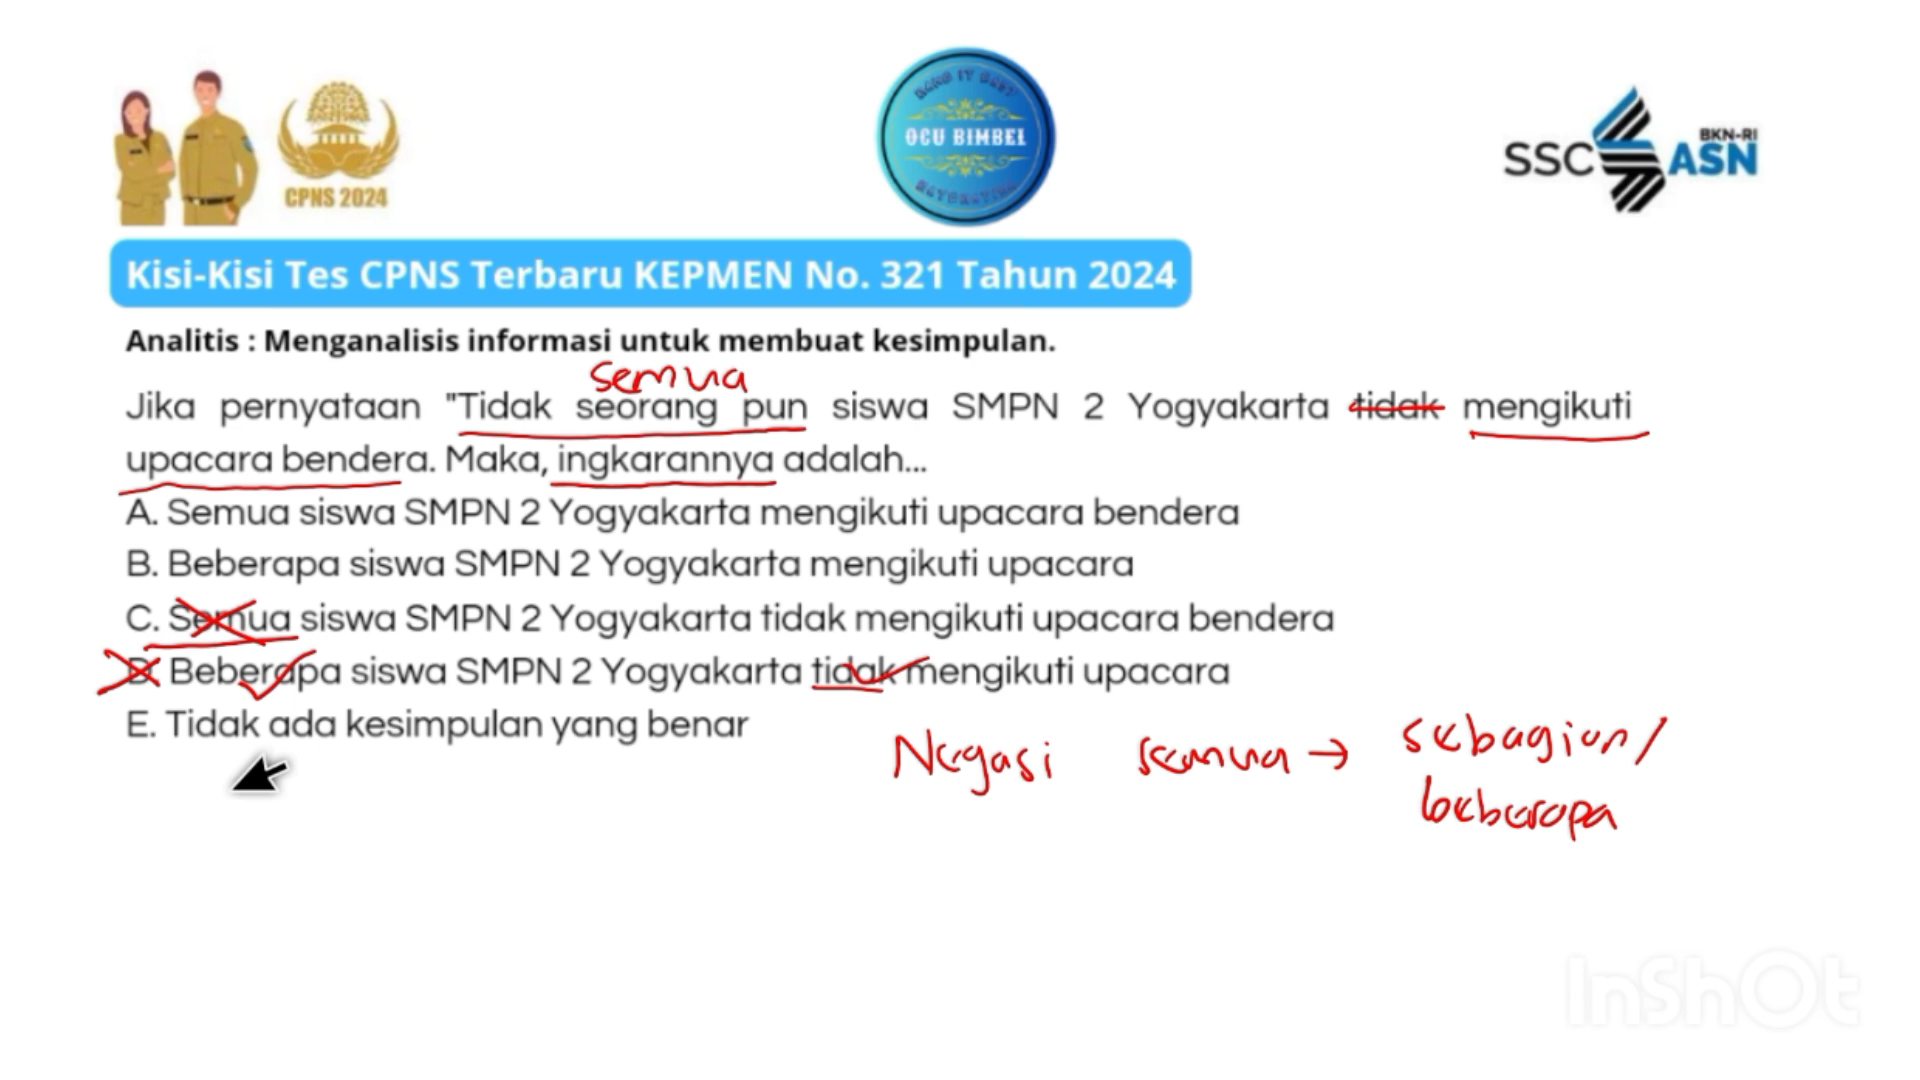 CPNS 2024
OCU BIMBEL
SSC ASN
BKN-RI
Kisi-Kisi Tes CPNS Terbaru KEPMEN No. 321 Tahun 2024
Analitis : Menganalisis informasi untuk membuat kesimpulan.
semua
Jika pernyataan "Tidak seorang pun siswa SMPN 2 Yogyakarta tidak mengikuti
upacara bendera. Maka, ingkarannya adalah...
A. Semua siswa SMPN 2 Yogyakarta mengikuti upacara bendera
B. Beberapa siswa SMPN 2 Yogyakarta mengikuti upacara
C. Semua siswa SMPN 2 Yogyakarta tidak mengikuti upacara bendera
D. Beberapa siswa SMPN 2 Yogyakarta tidak mengikuti upacara
E. Tidak ada kesimpulan yang benar
Negasi semua → sebagian/
beberapa
InShOt